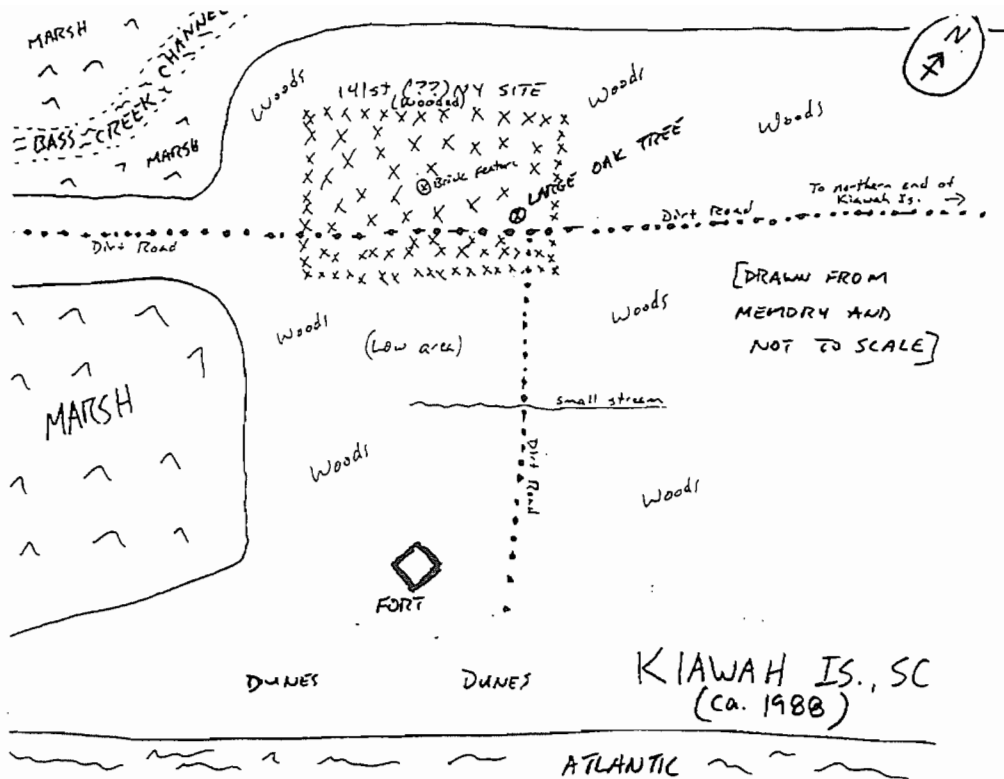 MARSH
CHANNEL
N
Woods
141st (??) NY SITE
(Wooded)
Woods
Woods
BASS CREEK
MARSH
Brick Feature
LARGE OAK TREE
To northern end of
Kiawah Is. →
Dirt Road
Dirt Road
[DRAWN FROM
MEMORY AND
NOT TO SCALE]
Woods
(Low area)
Woods
MARSH
small stream
Dirt Road
Woods
Woods
FORT
DUNES
DUNES
KIAWAH IS., SC
(ca. 1988)
ATLANTIC